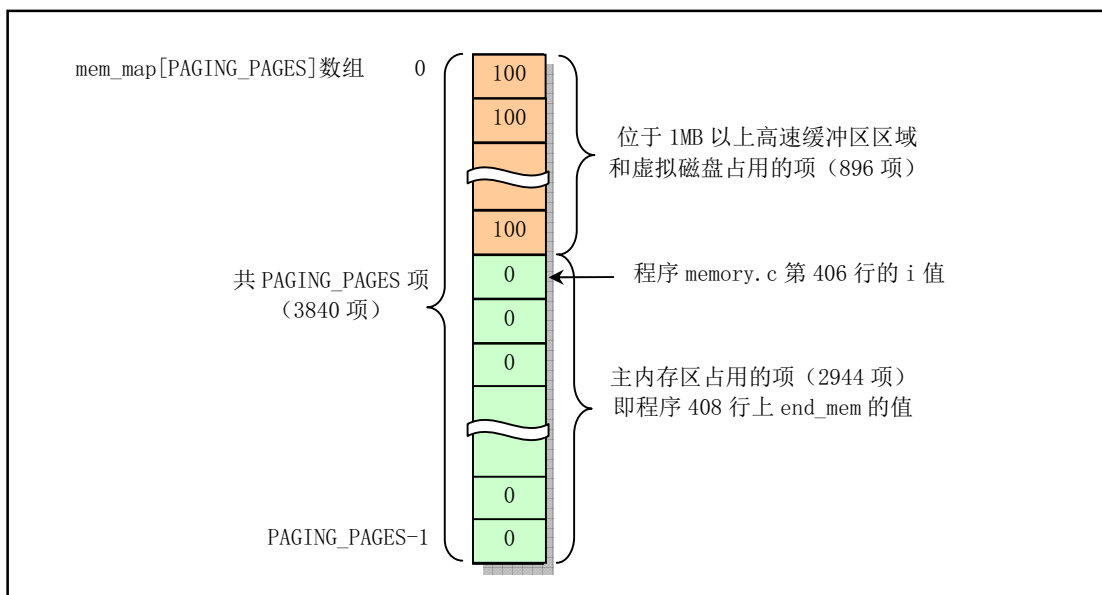 mem_map[PAGING_PAGES]数组 0
100
100
100
位于 1MB 以上高速缓冲区区域
和虚拟磁盘占用的项（896 项）
共 PAGING_PAGES 项
（3840 项）
0
程序 memory.c 第 406 行的 i 值
0
0
主内存区占用的项（2944 项）
即程序 408 行上 end_mem 的值
0
PAGING_PAGES-1
0